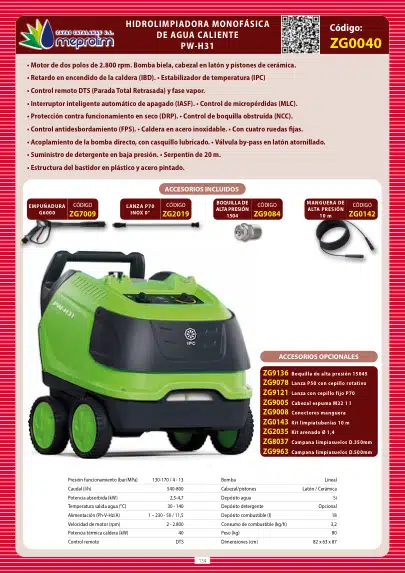 CATRO CATALANAS S.L.
meprolim
HIDROLIMPIADORA MONOFÁSICA
DE AGUA CALIENTE
PW-H31
Código:
ZG0040
• Motor de dos polos de 2.800 rpm. Bomba biela, cabezal en latón y pistones de cerámica.
• Retardo en encendido de la caldera (IBD). • Estabilizador de temperatura (IPC)
• Control remoto DTS (Parada Total Retrasada) y fase vapor.
• Interruptor inteligente automático de apagado (IASF). • Control de micropérdidas (MLC).
• Protección contra funcionamiento en seco (DRP). • Control de boquilla obstruida (NCC).
• Control antidesbordamiento (FPS). • Caldera en acero inoxidable. • Con cuatro ruedas fijas.
• Acoplamiento de la bomba directo, con casquillo lubricado. • Válvula by-pass en latón atornillado.
• Suministro de detergente en baja presión. • Serpentín de 20 m.
• Estructura del bastidor en plástico y acero pintado.
ACCESORIOS INCLUIDOS
EMPUÑADURA
G6000
CÓDIGO
ZG7009
LANZA P70
INOX 0°
CÓDIGO
ZG2019
BOQUILLA DE
ALTA PRESIÓN
1504
CÓDIGO
ZG9084
MANGUERA DE
ALTA PRESIÓN
10 m
CÓDIGO
ZG0142
PW-H31
IPC
ACCESORIOS OPCIONALES
ZG9136 Boquilla de alta presión 15045
ZG9078 Lanza P50 con cepillo rotativo
ZG9121 Lanza con cepillo fijo P70
ZG9005 Cabezal espuma M22 1 l
ZG9008 Conectores manguera
ZG0143 Kit limpiatuberías 10 m
ZG2035 Kit arenado Ø 1,4
ZG8037 Campana limpiasuelos D.350mm
ZG9963 Campana limpiasuelos D.500mm
Presión funcionamiento (bar/MPa) 130-170 / 4 - 13 Bomba Lineal
Caudal (l/h) 540-800 Cabezal/pistones Latón / Cerámica
Potencia absorbida (kW) 2,5-4,7 Depósito agua 5l
Temperatura salida agua (°C) 30 - 140 Depósito detergente Opcional
Alimentación (Ph-V-Hz/A) 1 – 230 - 50 / 11,5 Depósito combustible (l) 18
Velocidad de motor (rpm) 2 - 2.800 Consumo de combustible (kg/h) 3,2
Potencia térmica caldera (kW) 40 Peso (kg) 80
Control remoto DTS Dimensiones (cm) 82 x 63 x 87
134